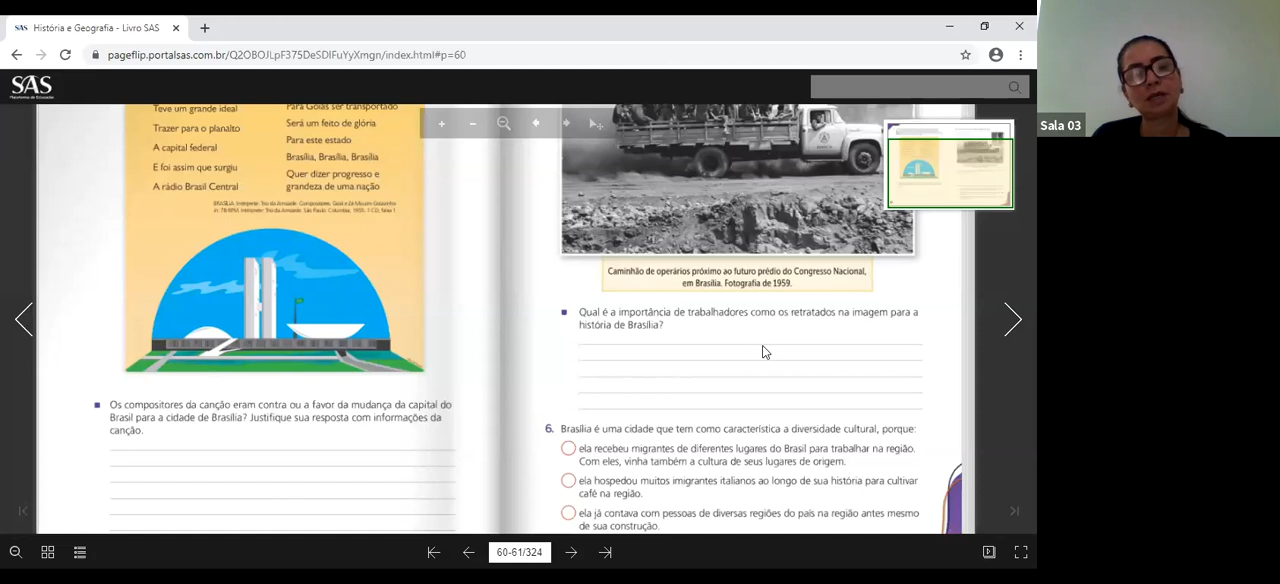 SAS História e Geografia - Livro SAS
pageflip.portalsas.com.br/Q2OBOJLpF375DeSDIFuYyXmgn/index.html#p=60
SAS
Plataforma de Educação
Sala 03
Teve um grande ideal
Trazer para o planalto
A capital federal
E foi assim que surgiu
A rádio Brasil Central
Para Goiás ser transportado
Será um feito de glória
Para este estado
Brasília, Brasília, Brasília
Quer dizer progresso e
grandeza de uma nação
Os compositores da canção eram contra ou a favor da mudança da capital do
Brasil para a cidade de Brasília? Justifique sua resposta com informações da
canção.
Caminhão de operários próximo ao futuro prédio do Congresso Nacional,
em Brasília. Fotografia de 1959.
Qual é a importância de trabalhadores como os retratados na imagem para a
história de Brasília?
6. Brasília é uma cidade que tem como característica a diversidade cultural, porque:
ela recebeu migrantes de diferentes lugares do Brasil para trabalhar na região.
Com eles, vinha também a cultura de seus lugares de origem.
ela hospedou muitos imigrantes italianos ao longo de sua história para cultivar
café na região.
ela já contava com pessoas de diversas regiões do país na região antes mesmo
de sua construção.
60-61/324